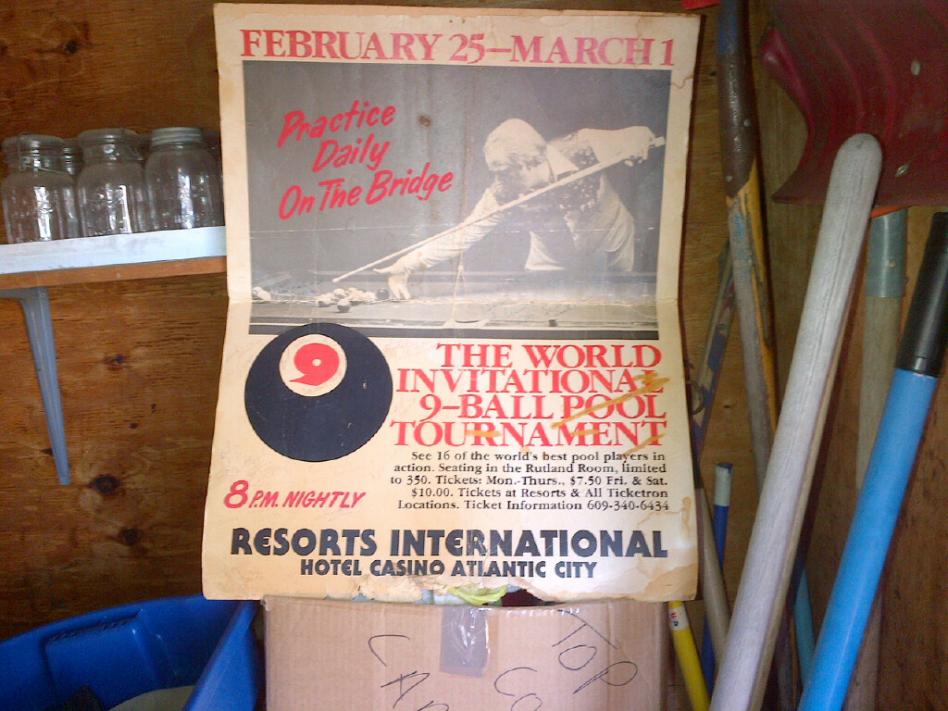 FEBRUARY 25–MARCH 1
Practice
Daily
On The Bridge
9
THE WORLD
INVITATIONAL
9–BALL POOL
TOURNAMENT
See 16 of the world's best pool players in
action. Seating in the Rutland Room, limited
to 350. Tickets: Mon.-Thurs., $7.50 Fri. & Sat.
$10.00. Tickets at Resorts & All Ticketron
Locations. Ticket Information 609-340-6434
8 P.M. NIGHTLY
RESORTS INTERNATIONAL
HOTEL CASINO ATLANTIC CITY
TOP
CO
CA